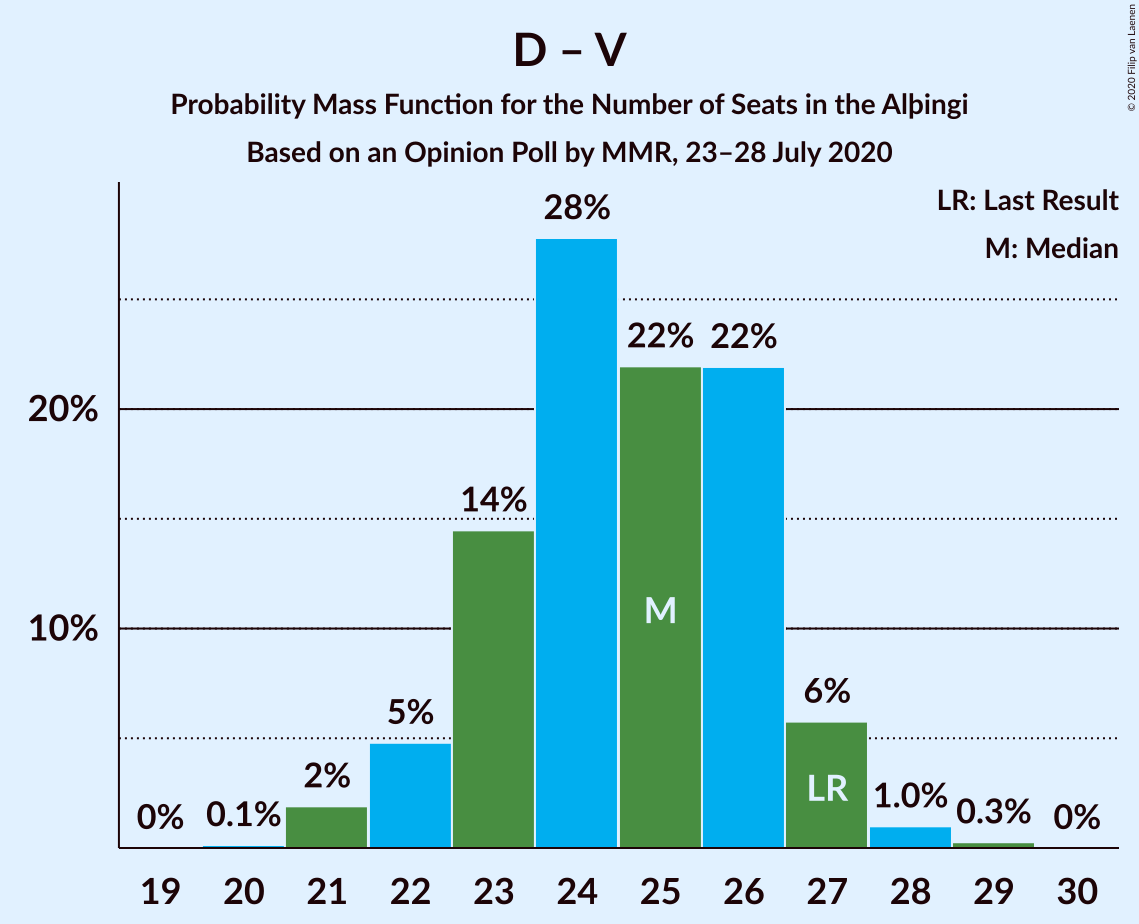 D – V
Probability Mass Function for the Number of Seats in the Alþingi
Based on an Opinion Poll by MMR, 23–28 July 2020
© 2020 Filip van Laenen
LR: Last Result
M: Median
28%
22% 22%
20%
14%
10%
M
6%
5%
LR
2%
1.0%
0% 0.1% 0.3% 0%
19 20 21 22 23 24 25 26 27 28 29 30